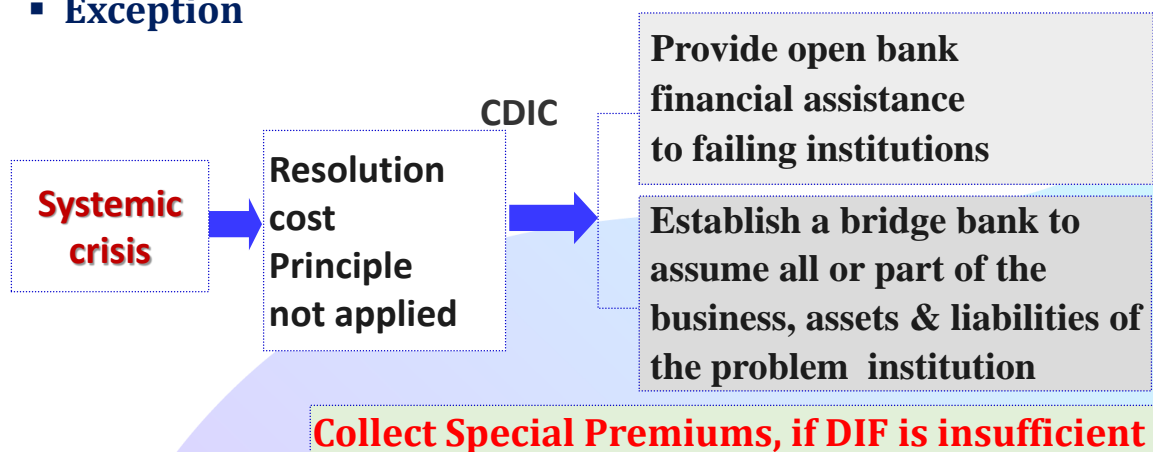 ▪ Exception
Systemic
crisis
Resolution
cost
Principle
not applied
CDIC
Provide open bank
financial assistance
to failing institutions
Establish a bridge bank to
assume all or part of the
business, assets & liabilities of
the problem institution
Collect Special Premiums, if DIF is insufficient